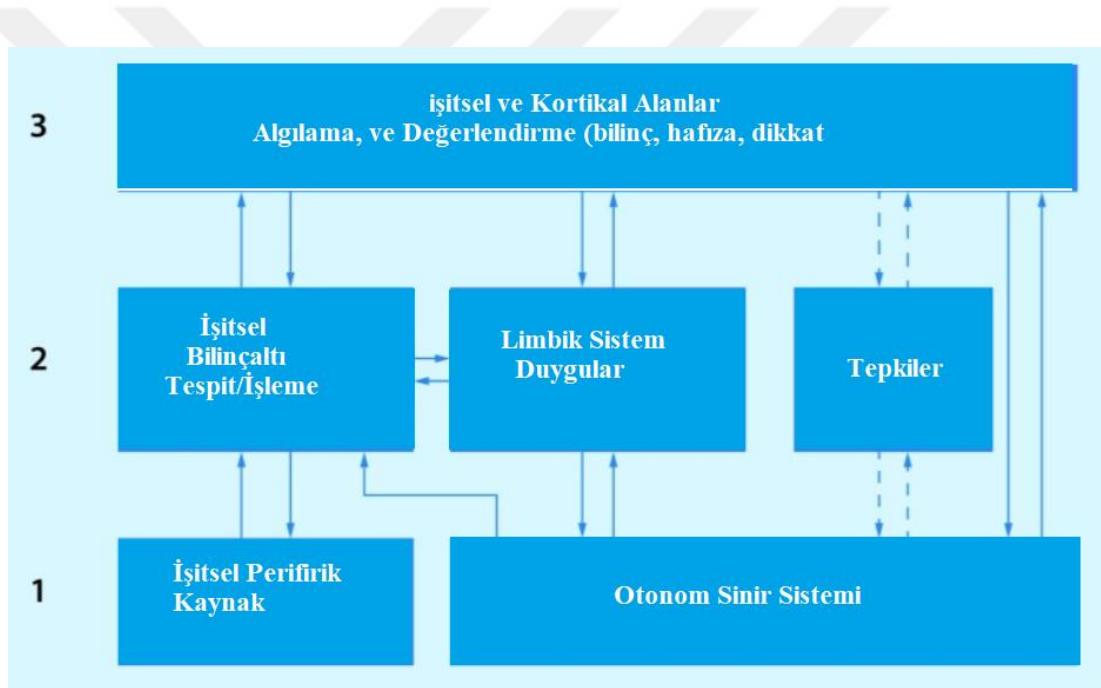 3
işitsel ve Kortikal Alanlar
Algılama, ve Değerlendirme (bilinç, hafıza, dikkat
2
İşitsel
Bilinçaltı
Tespit/İşleme
Limbik Sistem
Duygular
Tepkiler
1
İşitsel Perifirik
Kaynak
Otonom Sinir Sistemi